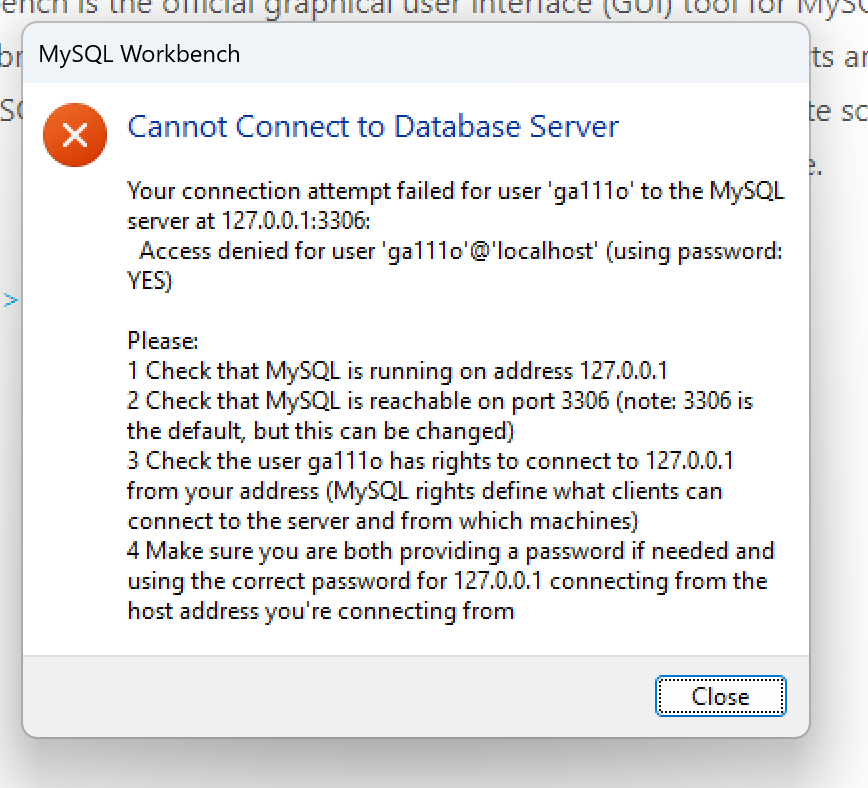 ench is the official graphical user interface (GUI) tool for MySQ
MySQL Workbench
ts
Cannot Connect to Database Server
te
Your connection attempt failed for user 'ga111o' to the MySQL
server at 127.0.0.1:3306:
Access denied for user 'ga111o'@'localhost' (using password:
YES)
>
Please:
1 Check that MySQL is running on address 127.0.0.1
2 Check that MySQL is reachable on port 3306 (note: 3306 is
the default, but this can be changed)
3 Check the user ga111o has rights to connect to 127.0.0.1
from your address (MySQL rights define what clients can
connect to the server and from which machines)
4 Make sure you are both providing a password if needed and
using the correct password for 127.0.0.1 connecting from the
host address you're connecting from
Close